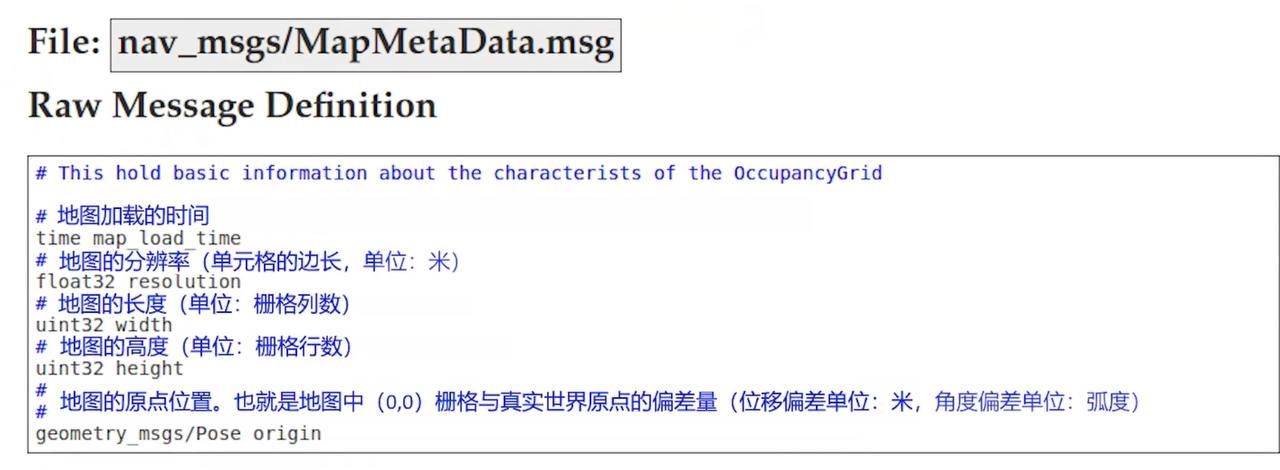 File: nav_msgs/MapMetaData.msg
Raw Message Definition
# This hold basic information about the characterists of the OccupancyGrid
# 地图加载的时间
time map_load_time
# 地图的分辨率（单元格的边长，单位：米）
float32 resolution
# 地图的长度（单位：栅格列数）
uint32 width
# 地图的高度（单位：栅格行数）
uint32 height
#
# 地图的原点位置。也就是地图中（0,0）栅格与真实世界原点的偏差量（位移偏差单位：米，角度偏差单位：弧度）
geometry_msgs/Pose origin